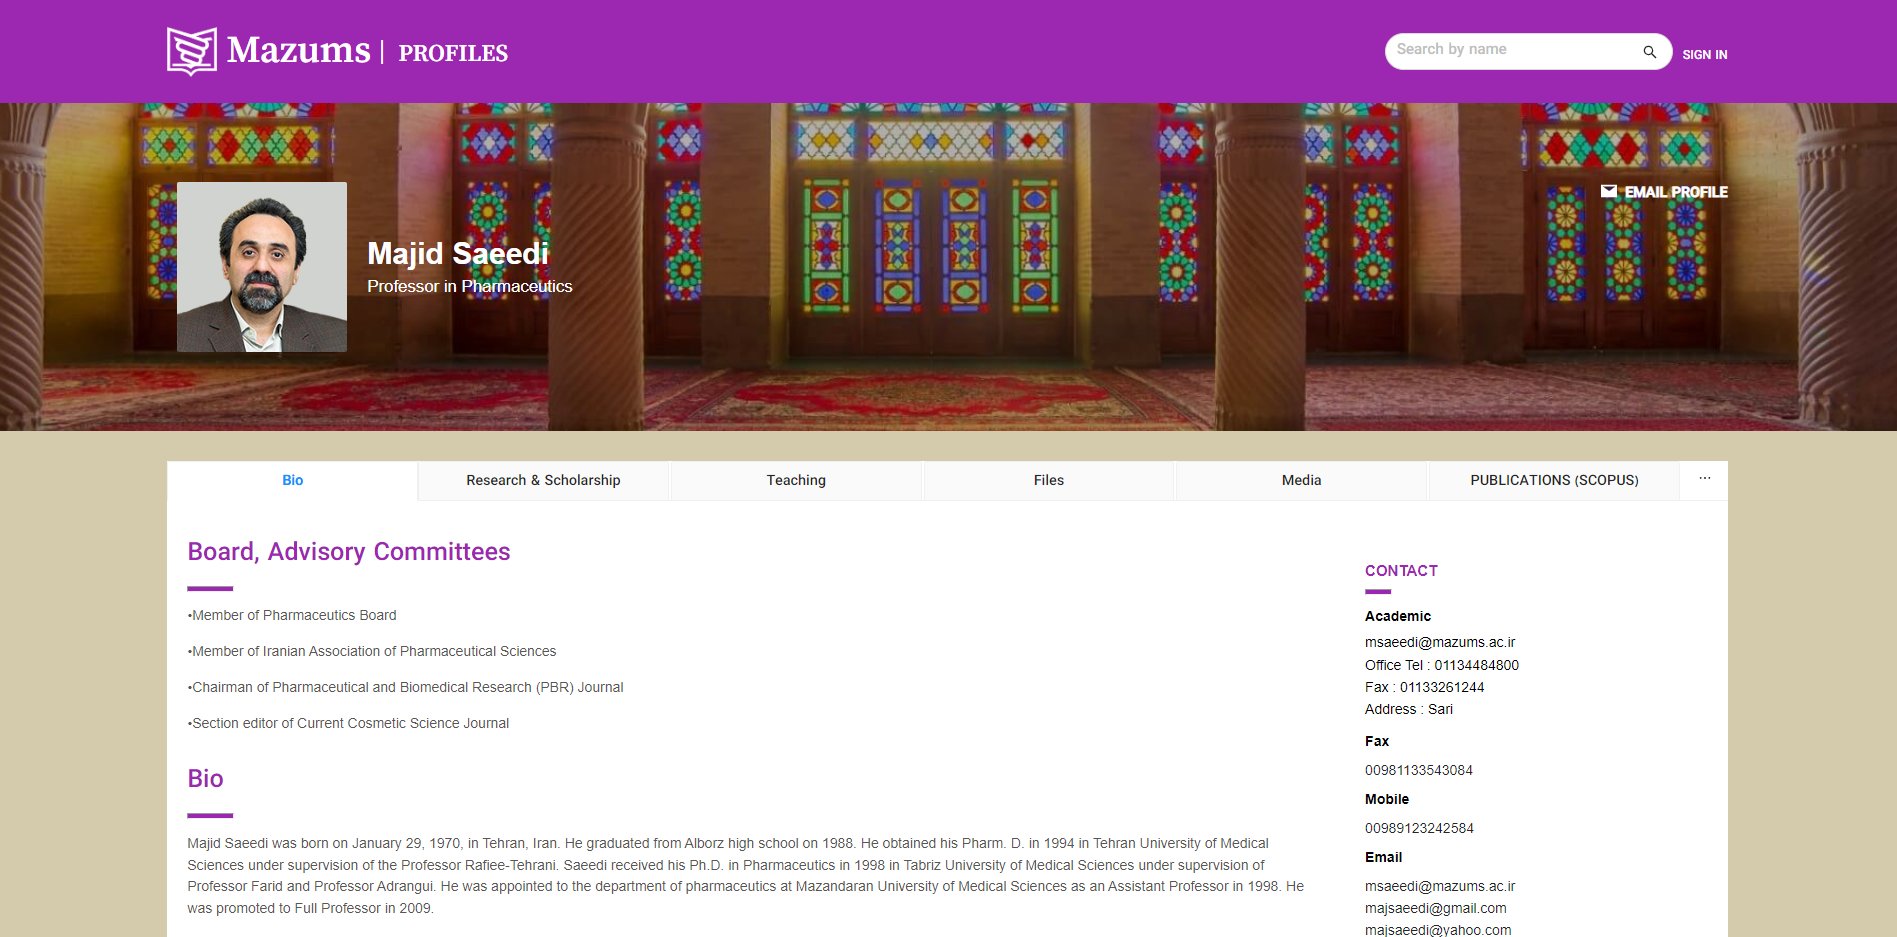 Mazums | PROFILES
Search by name
SIGN IN
EMAIL PROFILE
Majid Saeedi
Professor in Pharmaceutics
Bio
Research & Scholarship
Teaching
Files
Media
PUBLICATIONS (SCOPUS)
...
Board, Advisory Committees
•Member of Pharmaceutics Board
•Member of Iranian Association of Pharmaceutical Sciences
•Chairman of Pharmaceutical and Biomedical Research (PBR) Journal
•Section editor of Current Cosmetic Science Journal
Bio
Majid Saeedi was born on January 29, 1970, in Tehran, Iran. He graduated from Alborz high school on 1988. He obtained his Pharm. D. in 1994 in Tehran University of Medical
Sciences under supervision of the Professor Rafiee-Tehrani. Saeedi received his Ph.D. in Pharmaceutics in 1998 in Tabriz University of Medical Sciences under supervision of
Professor Farid and Professor Adrangui. He was appointed to the department of pharmaceutics at Mazandaran University of Medical Sciences as an Assistant Professor in 1998. He
was promoted to Full Professor in 2009.
CONTACT
Academic
msaeedi@mazums.ac.ir
Office Tel : 01134484800
Fax : 01133261244
Address : Sari
Fax
00981133543084
Mobile
00989123242584
Email
msaeedi@mazums.ac.ir
majsaeedi@gmail.com
majsaeedi@yahoo.com